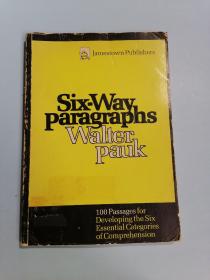 Jamestown Publishers
Six-Way
paragraphs
Walter
pauk
100 Passages for
Developing the Six
Essential Categories
of Comprehension